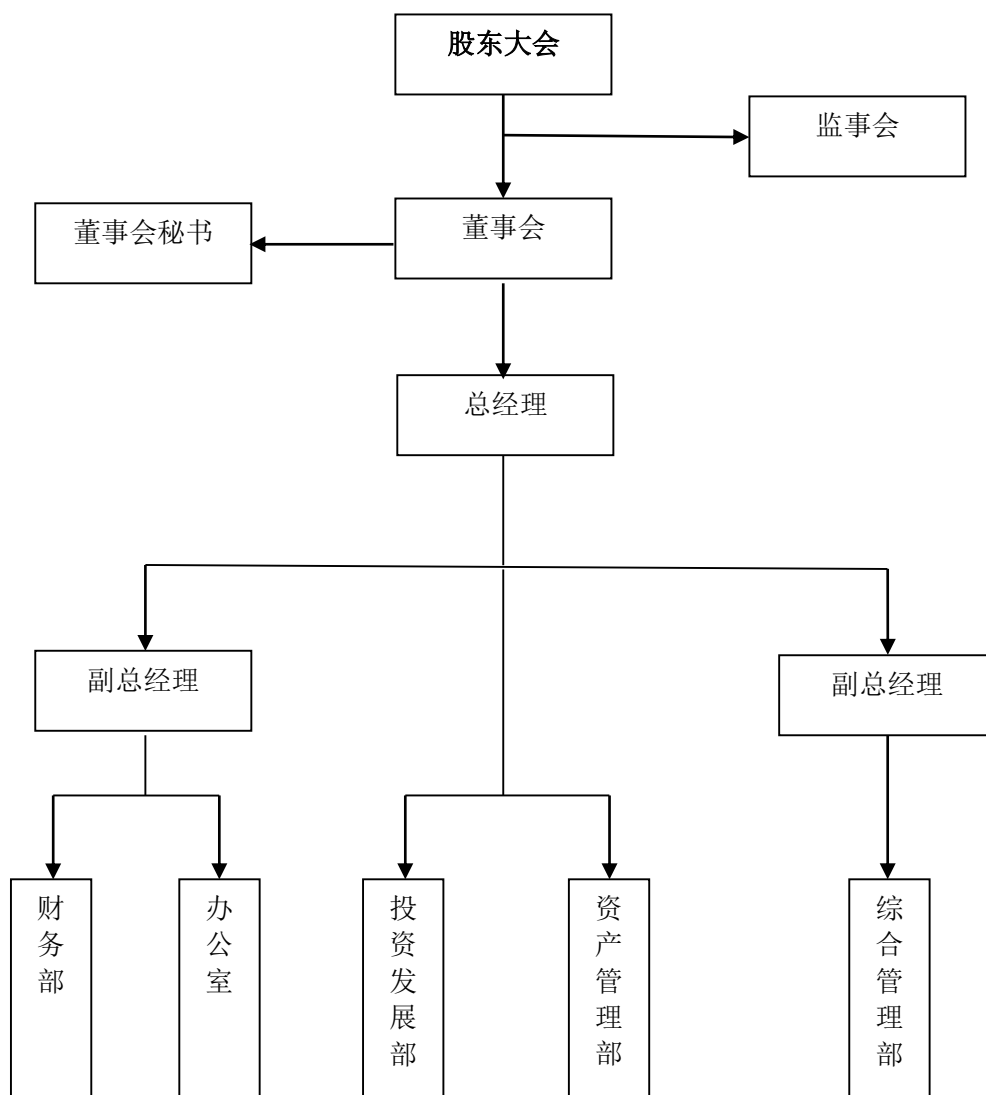 股东大会
监事会
董事会秘书
董事会
总经理
副总经理
副总经理
财务部
办公室
投资发展部
资产管理部
综合管理部